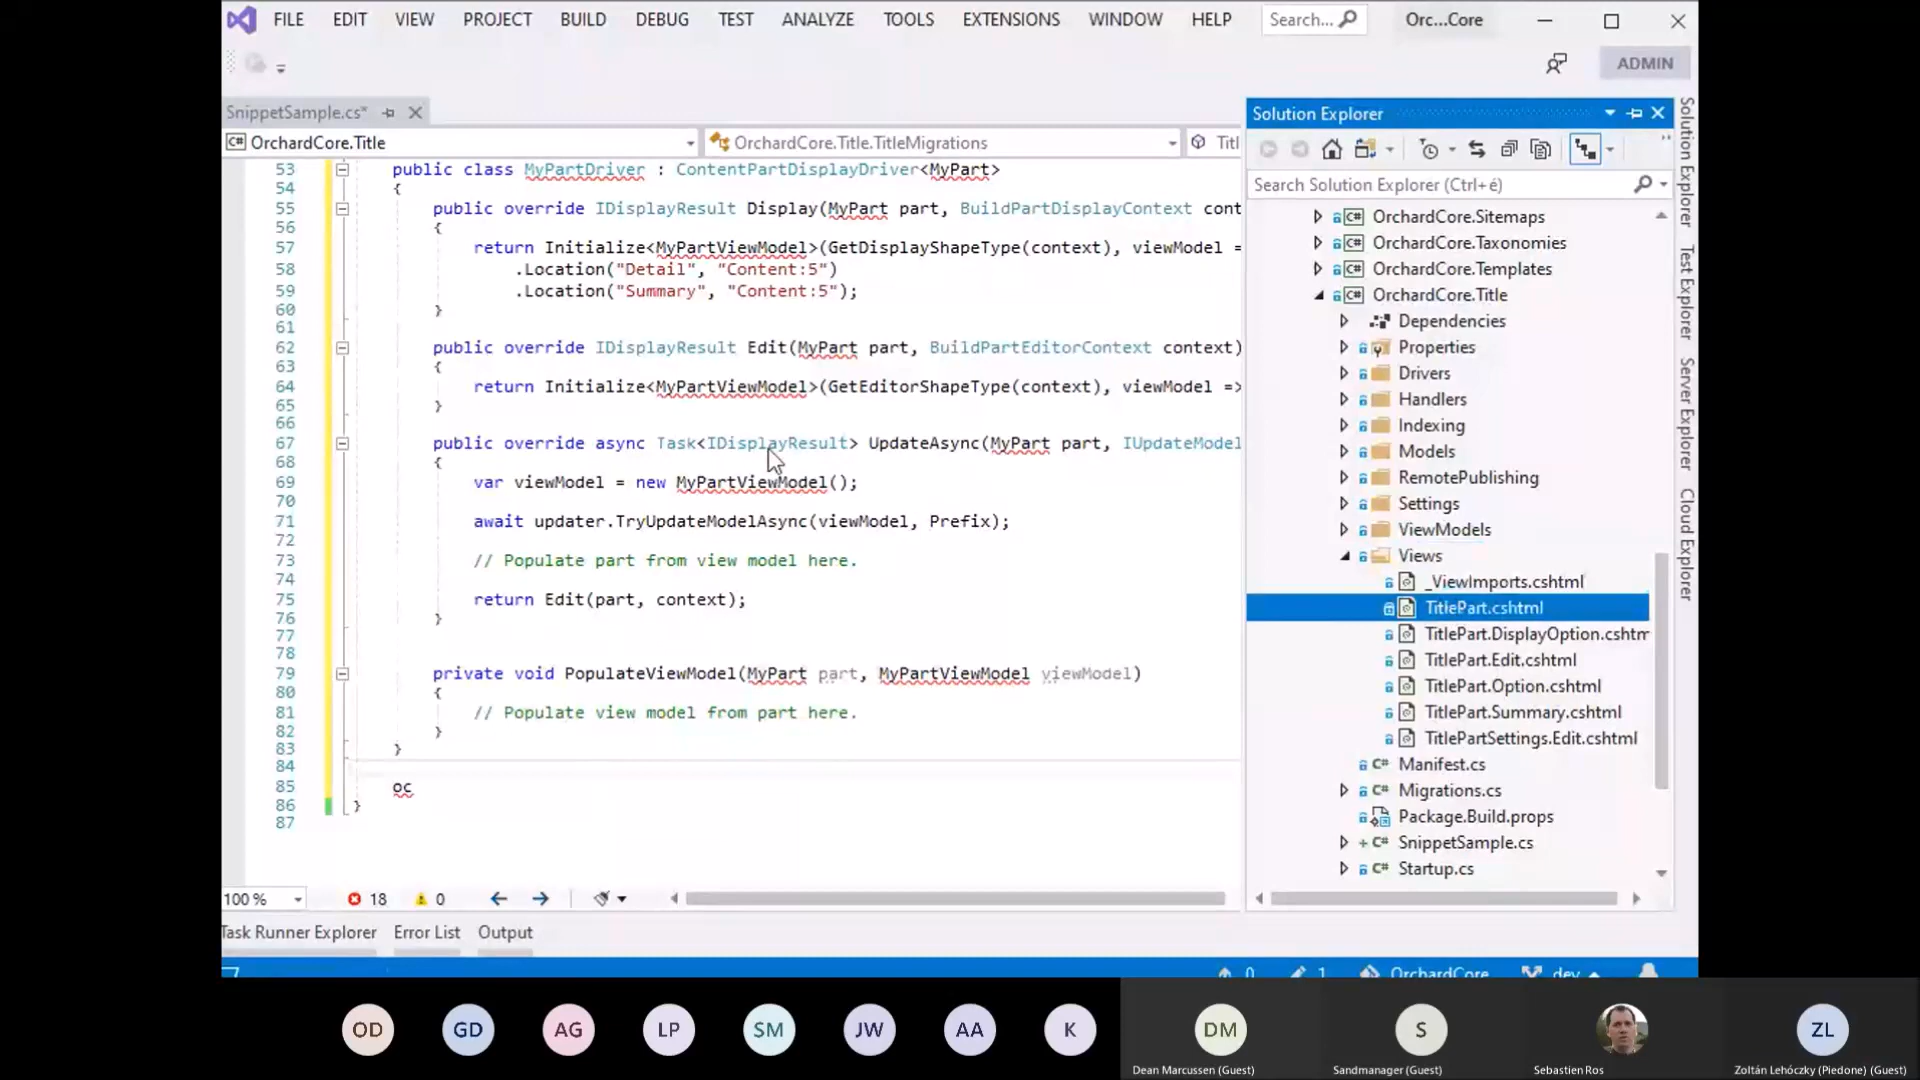 FILE EDIT VIEW PROJECT BUILD DEBUG TEST ANALYZE TOOLS EXTENSIONS WINDOW HELP Search... Orc...Core
ADMIN
SnippetSample.cs*
OrchardCore.Title OrchardCore.Title.TitleMigrations Titl
53 public class MyPartDriver : ContentPartDisplayDriver<MyPart>
54 {
55 public override IDisplayResult Display(MyPart part, BuildPartDisplayContext cont
56 {
57 return Initialize<MyPartViewModel>(GetDisplayShapeType(context), viewModel =
58 .Location("Detail", "Content:5")
59 .Location("Summary", "Content:5");
60 }
61
62 public override IDisplayResult Edit(MyPart part, BuildPartEditorContext context)
63 {
64 return Initialize<MyPartViewModel>(GetEditorShapeType(context), viewModel =>
65 }
66
67 public override async Task<IDisplayResult> UpdateAsync(MyPart part, IUpdateModel
68 {
69 var viewModel = new MyPartViewModel();
70
71 await updater.TryUpdateModelAsync(viewModel, Prefix);
72
73 // Populate part from view model here.
74
75 return Edit(part, context);
76 }
77
78
79 private void PopulateViewModel(MyPart part, MyPartViewModel viewModel)
80 {
81 // Populate view model from part here.
82 }
83 }
84
85 oc
86 }
87
100 % 18 0
Task Runner Explorer Error List Output
Solution Explorer
Search Solution Explorer (Ctrl+é)
C# OrchardCore.Sitemaps
C# OrchardCore.Taxonomies
C# OrchardCore.Templates
C# OrchardCore.Title
Dependencies
Properties
Drivers
Handlers
Indexing
Models
RemotePublishing
Settings
ViewModels
Views
_ViewImports.cshtml
TitlePart.cshtml
TitlePart.DisplayOption.cshtm
TitlePart.Edit.cshtml
TitlePart.Option.cshtml
TitlePart.Summary.cshtml
TitlePartSettings.Edit.cshtml
C# Manifest.cs
C# Migrations.cs
Package.Build.props
+ C# SnippetSample.cs
C# Startup.cs
Solution Explorer
Test Explorer
Server Explorer
Cloud Explorer
0 1 OrchardCore dev
OD GD AG LP SM JW AA K DM S ZL
Dean Marcussen (Guest) Sandmanager (Guest) Sebastien Ros Zoltán Lehóczky (Piedone) (Guest)